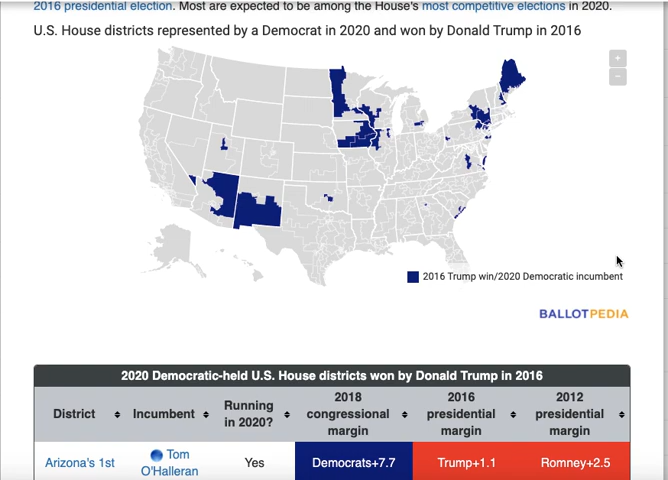 2016 presidential election. Most are expected to be among the House's most competitive elections in 2020.
U.S. House districts represented by a Democrat in 2020 and won by Donald Trump in 2016
+
−
2016 Trump win/2020 Democratic incumbent
BALLOTPEDIA
2020 Democratic-held U.S. House districts won by Donald Trump in 2016
District
Incumbent
Running
in 2020?
2018
congressional
margin
2016
presidential
margin
2012
presidential
margin
Arizona's 1st
Tom
O'Halleran
Yes
Democrats+7.7
Trump+1.1
Romney+2.5